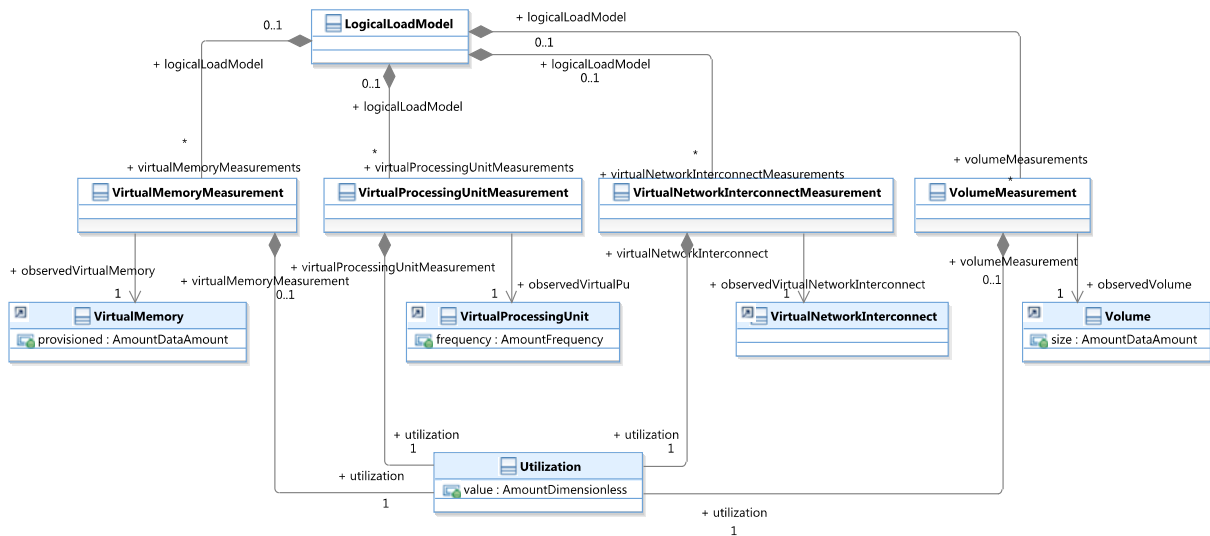 + logicalLoadModel
LogicalLoadModel
0..1
0..1
+ logicalLoadModel
+ logicalLoadModel
0..1
0..1
+ logicalLoadModel
*
*
*
+ volumeMeasurements
+ virtualMemoryMeasurements
+ virtualProcessingUnitMeasurements
+ virtualNetworkInterconnectMeasurements
*
VirtualMemoryMeasurement
VirtualProcessingUnitMeasurement
VirtualNetworkInterconnectMeasurement
VolumeMeasurement
+ virtualNetworkInterconnect
+ volumeMeasurement
+ observedVirtualMemory
+ virtualProcessingUnitMeasurement
+ virtualMemoryMeasurement
0..1
0..1
+ observedVirtualPu
+ observedVirtualNetworkInterconnect
+ observedVolume
1
1
1
1
VirtualMemory
provisioned : AmountDataAmount
VirtualProcessingUnit
frequency : AmountFrequency
VirtualNetworkInterconnect
Volume
size : AmountDataAmount
+ utilization
1
+ utilization
1
+ utilization
1
Utilization
value : AmountDimensionless
+ utilization
1